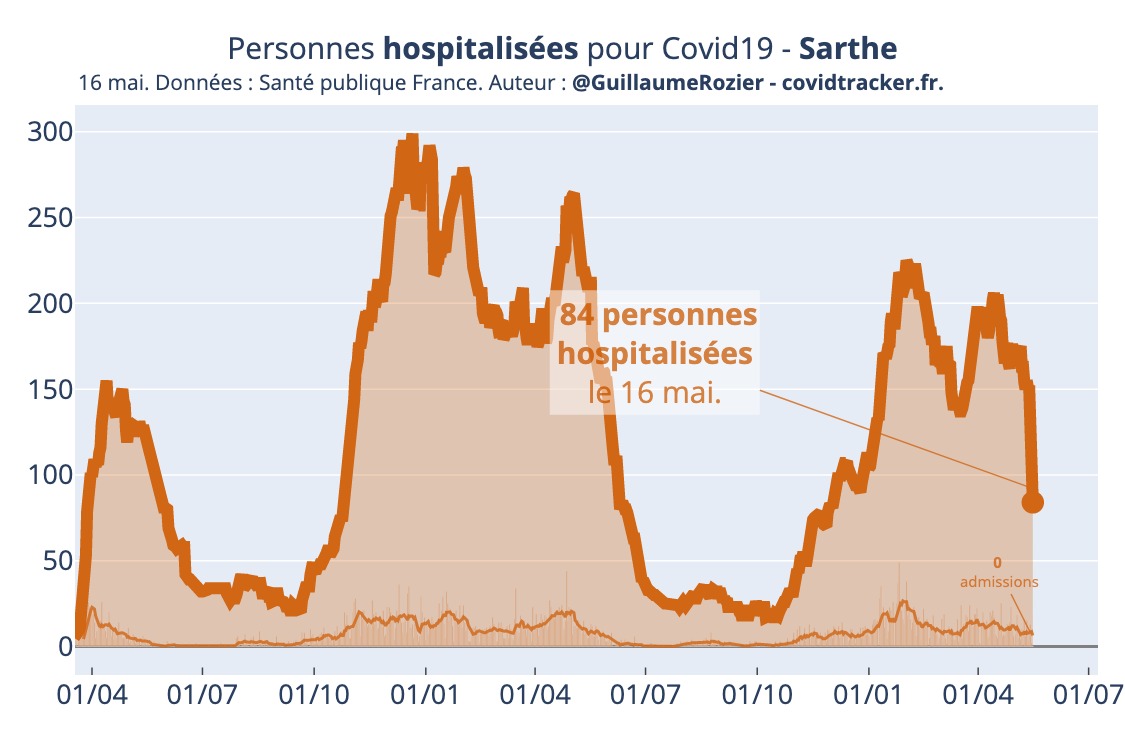 Personnes hospitalisées pour Covid19 - Sarthe
16 mai. Données : Santé publique France. Auteur : @GuillaumeRozier - covidtracker.fr.
300
250
200
150
100
50
0
84 personnes
hospitalisées
le 16 mai.
0
admissions
01/04 01/07 01/10 01/01 01/04 01/07 01/10 01/01 01/04 01/07